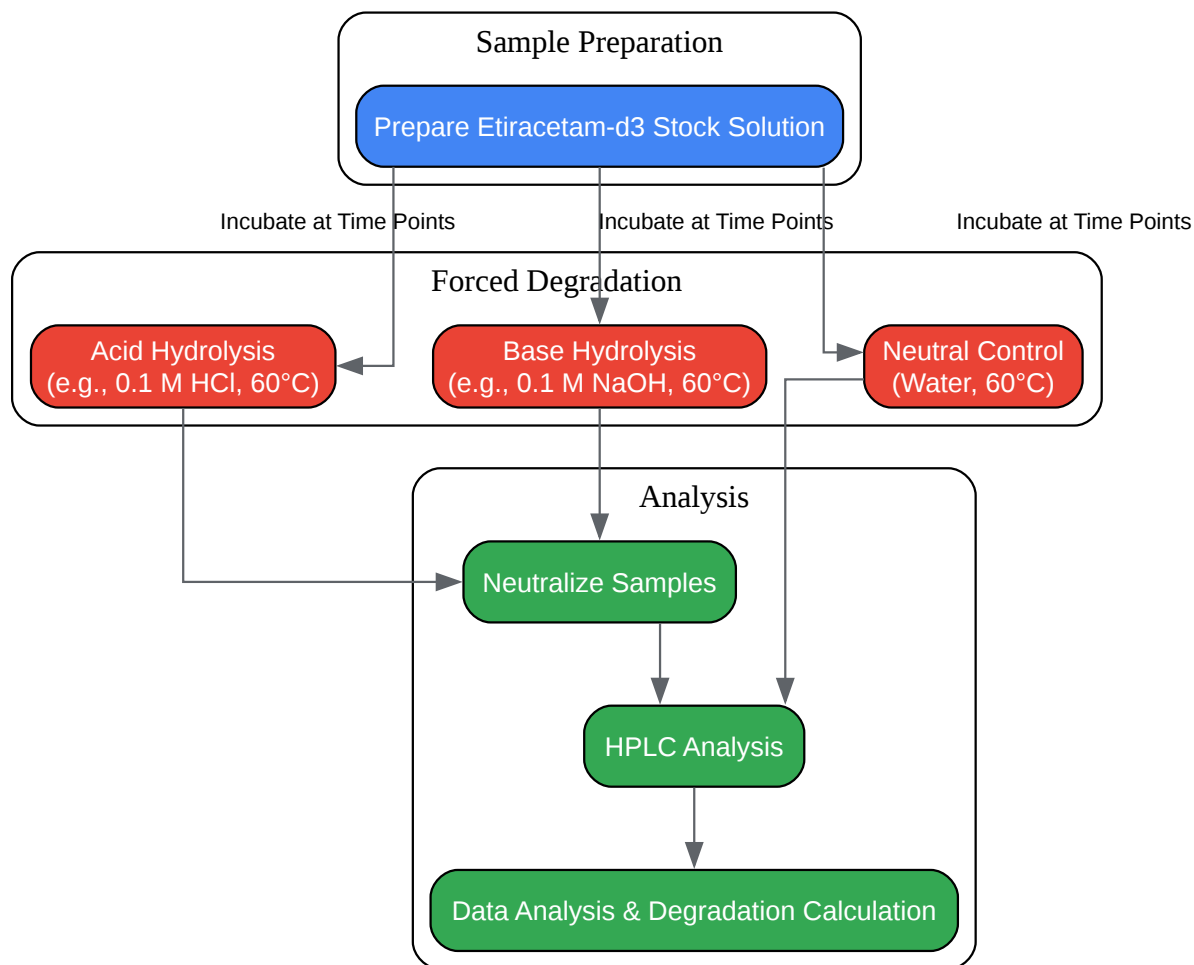 Sample Preparation
Prepare Etiracetam-d3 Stock Solution
Incubate at Time Points
Incubate at Time Points
Incubate at Time Points
Forced Degradation
Acid Hydrolysis
(e.g., 0.1 M HCl, 60°C)
Base Hydrolysis
(e.g., 0.1 M NaOH, 60°C)
Neutral Control
(Water, 60°C)
Analysis
Neutralize Samples
HPLC Analysis
Data Analysis & Degradation Calculation